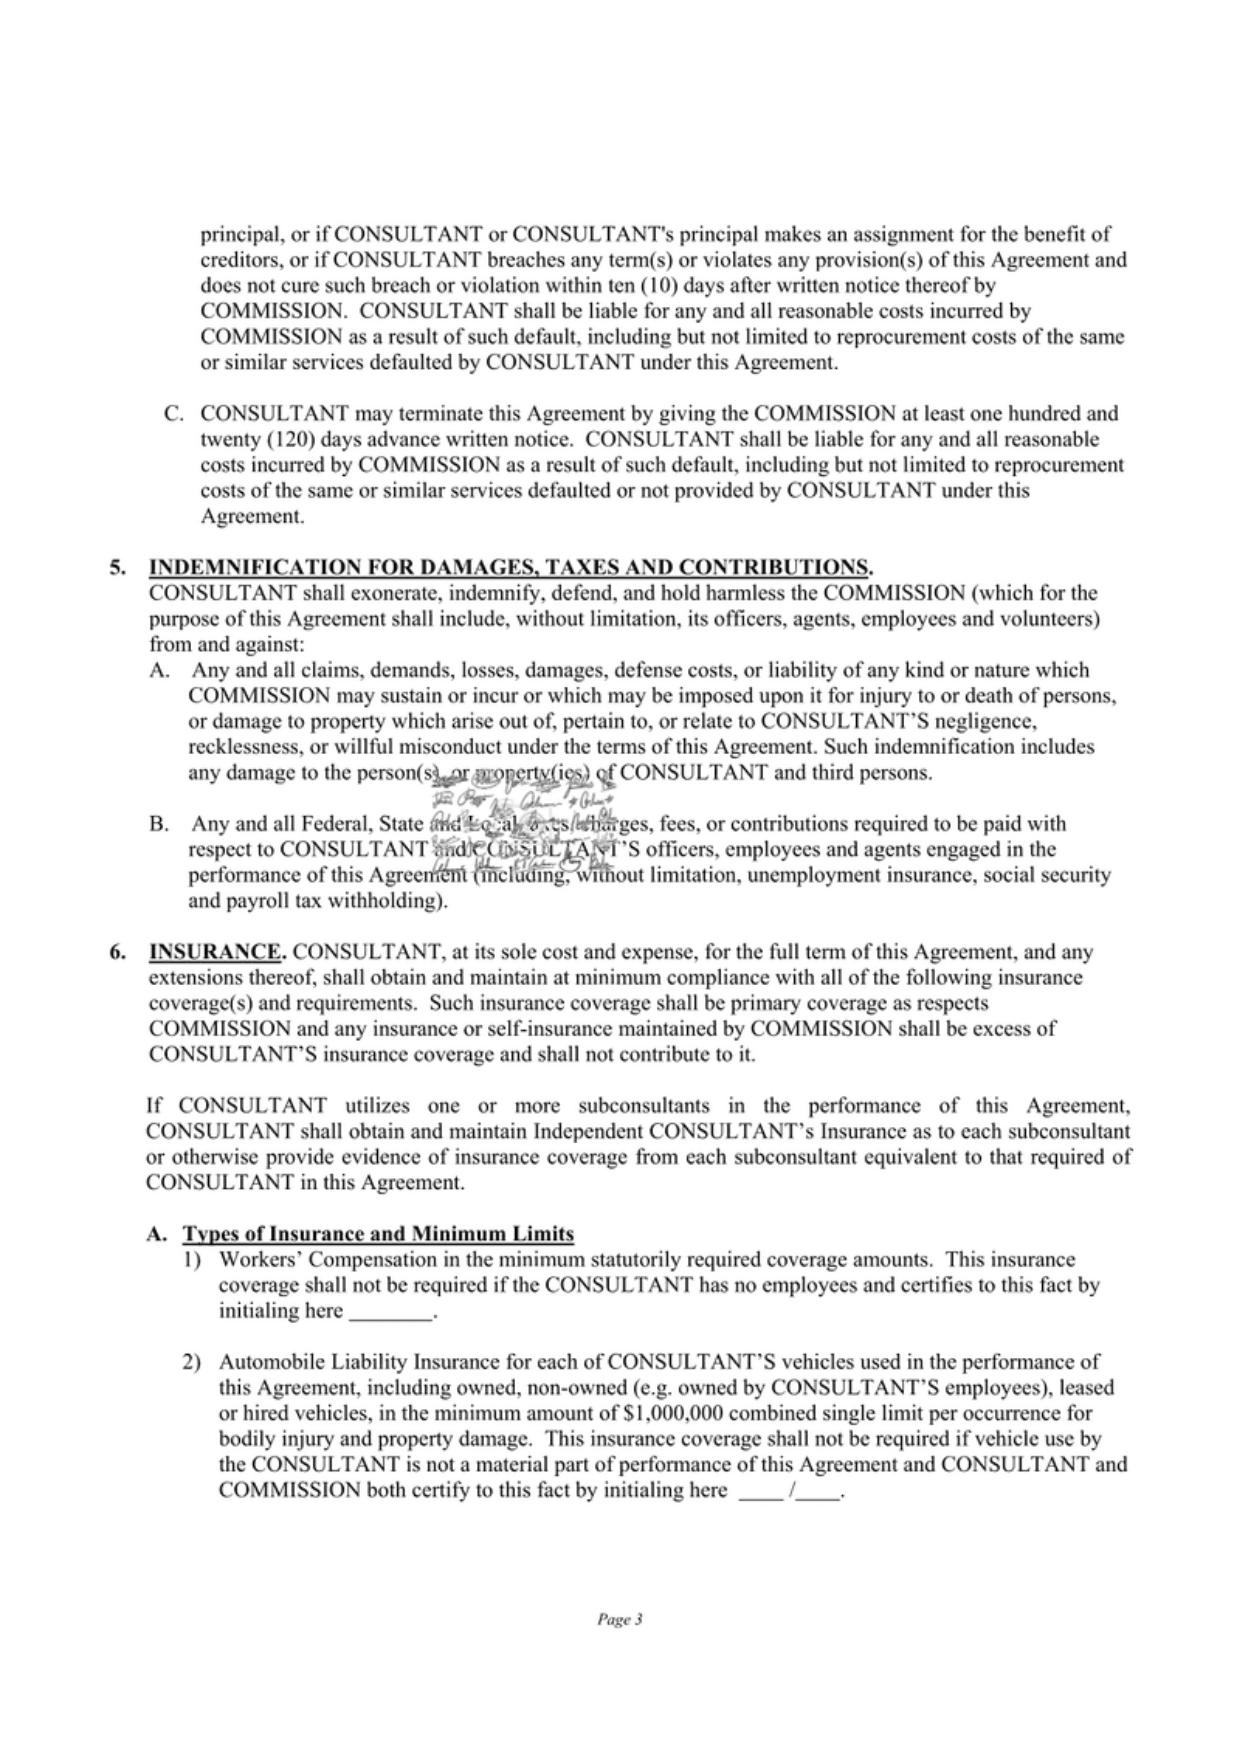 principal, or if CONSULTANT or CONSULTANT's principal makes an assignment for the benefit of
creditors, or if CONSULTANT breaches any term(s) or violates any provision(s) of this Agreement and
does not cure such breach or violation within ten (10) days after written notice thereof by
COMMISSION.  CONSULTANT shall be liable for any and all reasonable costs incurred by
COMMISSION as a result of such default, including but not limited to reprocurement costs of the same
or similar services defaulted by CONSULTANT under this Agreement.
C. CONSULTANT may terminate this Agreement by giving the COMMISSION at least one hundred and
twenty (120) days advance written notice.  CONSULTANT shall be liable for any and all reasonable
costs incurred by COMMISSION as a result of such default, including but not limited to reprocurement
costs of the same or similar services defaulted or not provided by CONSULTANT under this
Agreement.
5. INDEMNIFICATION FOR DAMAGES, TAXES AND CONTRIBUTIONS.
CONSULTANT shall exonerate, indemnify, defend, and hold harmless the COMMISSION (which for the
purpose of this Agreement shall include, without limitation, its officers, agents, employees and volunteers)
from and against:
A. Any and all claims, demands, losses, damages, defense costs, or liability of any kind or nature which
COMMISSION may sustain or incur or which may be imposed upon it for injury to or death of persons,
or damage to property which arise out of, pertain to, or relate to CONSULTANT’S negligence,
recklessness, or willful misconduct under the terms of this Agreement. Such indemnification includes
any damage to the person(s), or property(ies) of CONSULTANT and third persons.
B. Any and all Federal, State and Local taxes, charges, fees, or contributions required to be paid with
respect to CONSULTANT and CONSULTANT’S officers, employees and agents engaged in the
performance of this Agreement (including, without limitation, unemployment insurance, social security
and payroll tax withholding).
6. INSURANCE. CONSULTANT, at its sole cost and expense, for the full term of this Agreement, and any
extensions thereof, shall obtain and maintain at minimum compliance with all of the following insurance
coverage(s) and requirements.  Such insurance coverage shall be primary coverage as respects
COMMISSION and any insurance or self-insurance maintained by COMMISSION shall be excess of
CONSULTANT’S insurance coverage and shall not contribute to it.
If CONSULTANT utilizes one or more subconsultants in the performance of this Agreement,
CONSULTANT shall obtain and maintain Independent CONSULTANT’s Insurance as to each subconsultant
or otherwise provide evidence of insurance coverage from each subconsultant equivalent to that required of
CONSULTANT in this Agreement.
A. Types of Insurance and Minimum Limits
1) Workers’ Compensation in the minimum statutorily required coverage amounts.  This insurance
coverage shall not be required if the CONSULTANT has no employees and certifies to this fact by
initialing here ________.
2) Automobile Liability Insurance for each of CONSULTANT’S vehicles used in the performance of
this Agreement, including owned, non-owned (e.g. owned by CONSULTANT’S employees), leased
or hired vehicles, in the minimum amount of $1,000,000 combined single limit per occurrence for
bodily injury and property damage.  This insurance coverage shall not be required if vehicle use by
the CONSULTANT is not a material part of performance of this Agreement and CONSULTANT and
COMMISSION both certify to this fact by initialing here ____ /____.
Page 3